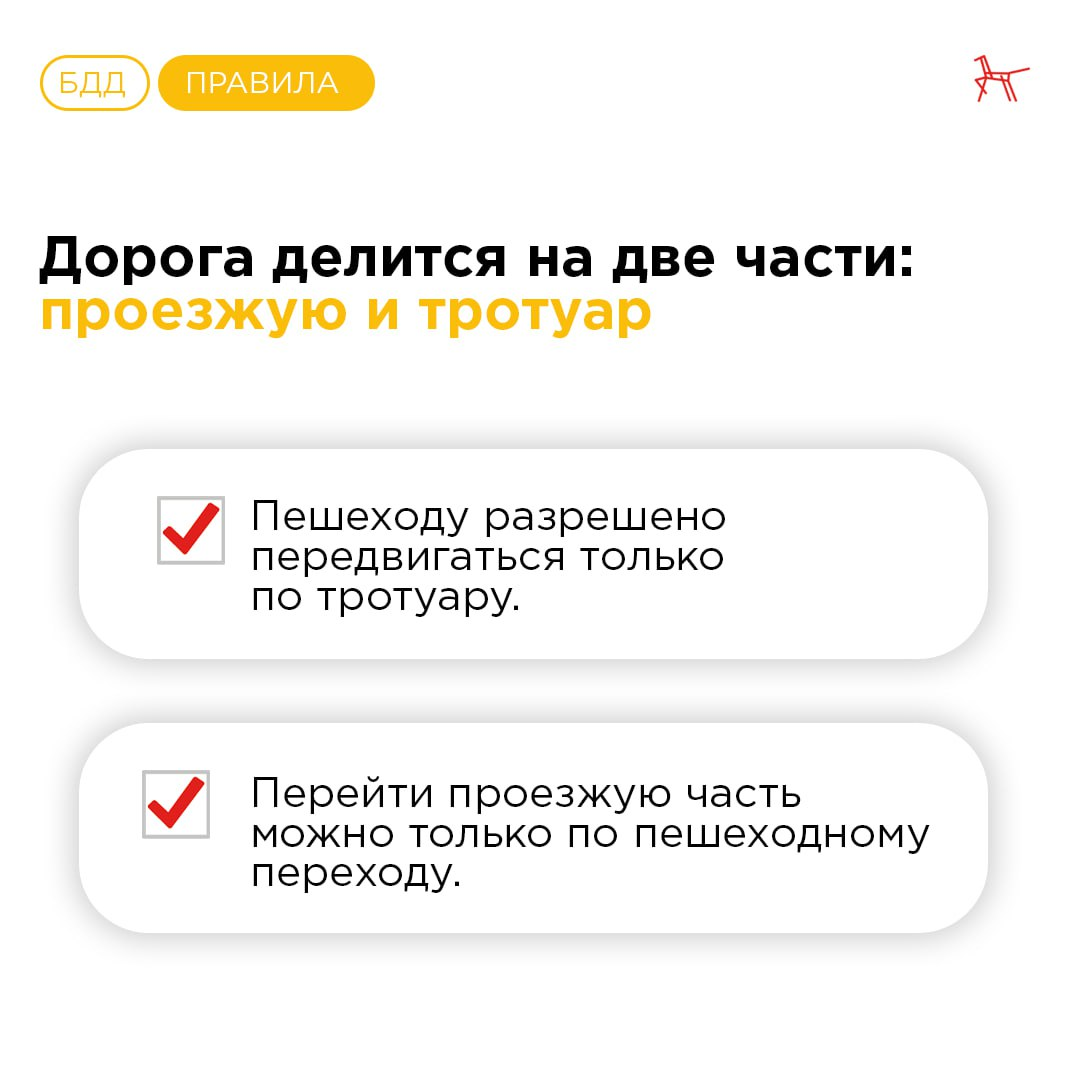 БДД ПРАВИЛА
Дорога делится на две части:
проезжую и тротуар
Пешеходу разрешено
передвигаться только
по тротуару.
Перейти проезжую часть
можно только по пешеходному
переходу.